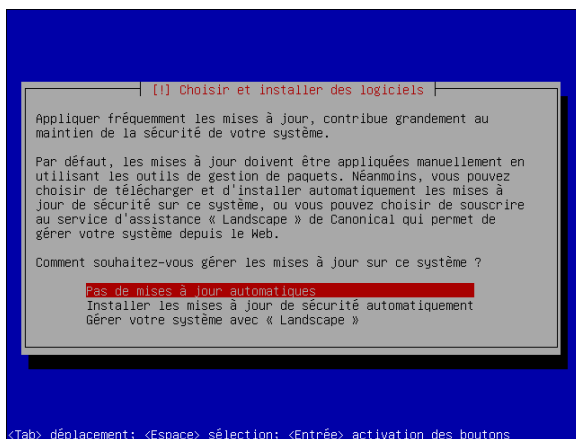 [!] Choisir et installer des logiciels
Appliquer fréquemment les mises à jour, contribue grandement au
maintien de la sécurité de votre système.
Par défaut, les mises à jour doivent être appliquées manuellement en
utilisant les outils de gestion de paquets. Néanmoins, vous pouvez
choisir de télécharger et d'installer automatiquement les mises à
jour de sécurité sur ce système, ou vous pouvez choisir de souscrire
au service d'assistance « Landscape » de Canonical qui permet de
gérer votre système depuis le Web.
Comment souhaitez-vous gérer les mises à jour sur ce système ?
Pas de mises à jour automatiques
Installer les mises à jour de sécurité automatiquement
Gérer votre système avec « Landscape »
<Tab> déplacement; <Espace> sélection; <Entrée> activation des boutons